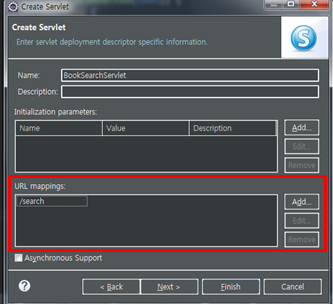 Create Servlet
Create Servlet
Enter servlet deployment descriptor specific information.
S
Name: BookSearchServlet
Description:
Initialization parameters:
Name Value Description
Add...
Edit...
Remove
URL mappings:
/search
Add...
Edit...
Remove
Asynchronous Support
? < Back Next > Finish Cancel